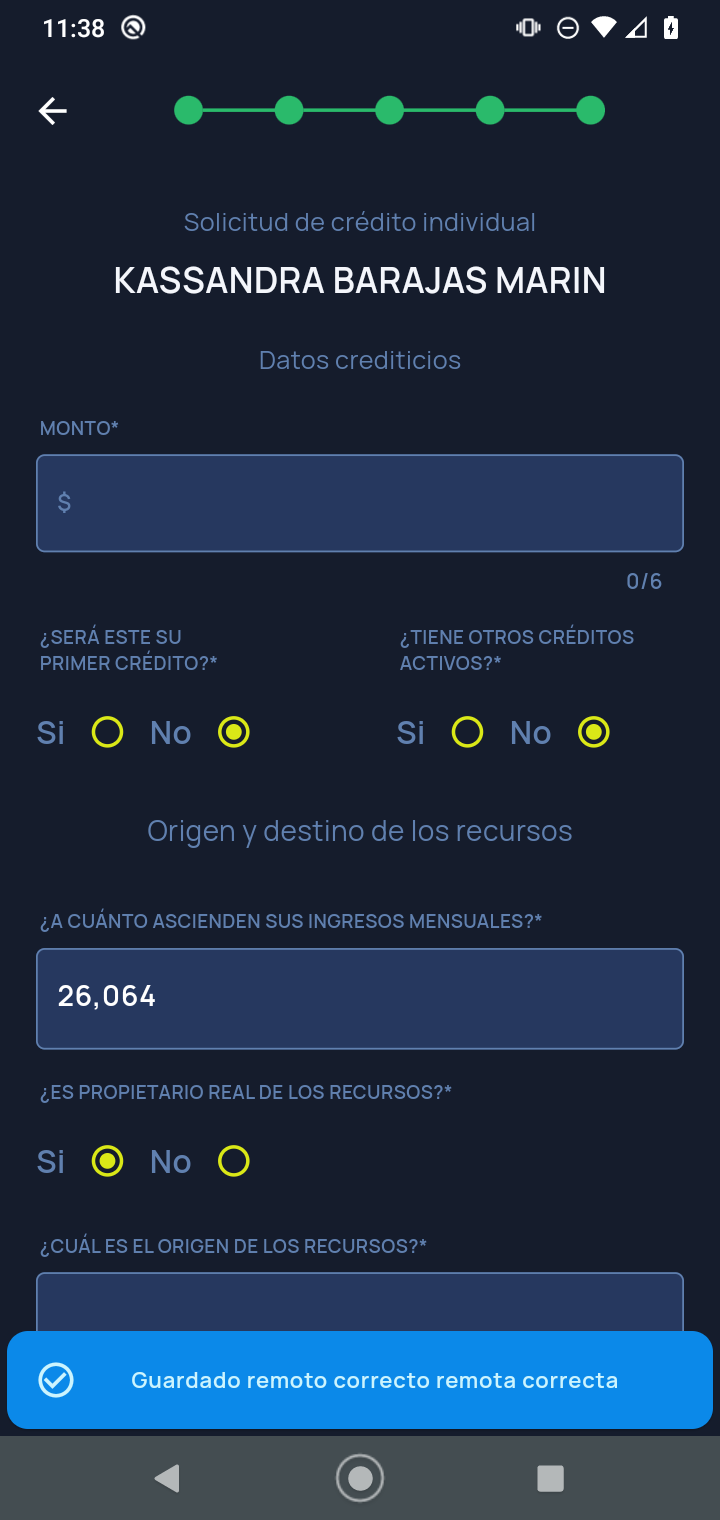 11:38
Solicitud de crédito individual
KASSANDRA BARAJAS MARIN
Datos crediticios
MONTO*
$
0/6
¿SERÁ ESTE SU
PRIMER CRÉDITO?*
¿TIENE OTROS CRÉDITOS
ACTIVOS?*
Si No
Si No
Origen y destino de los recursos
¿A CUÁNTO ASCIENDEN SUS INGRESOS MENSUALES?*
26,064
¿ES PROPIETARIO REAL DE LOS RECURSOS?*
Si No
¿CUÁL ES EL ORIGEN DE LOS RECURSOS?*
Guardado remoto correcto remota correcta